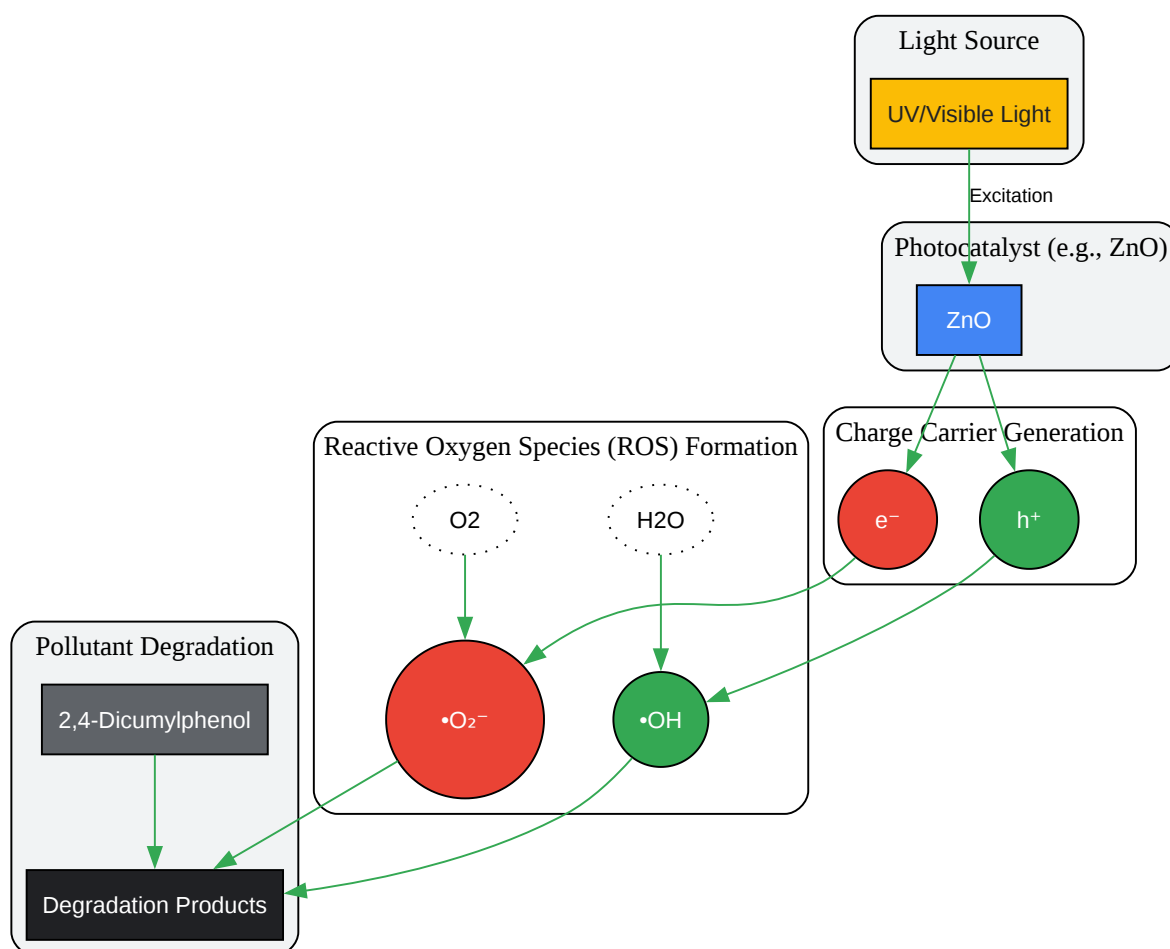 Light Source
UV/Visible Light
Excitation
Photocatalyst (e.g., ZnO)
ZnO
Charge Carrier Generation
e⁻
h⁺
Reactive Oxygen Species (ROS) Formation
O2
H2O
•O₂⁻
•OH
Pollutant Degradation
2,4-Dicumylphenol
Degradation Products